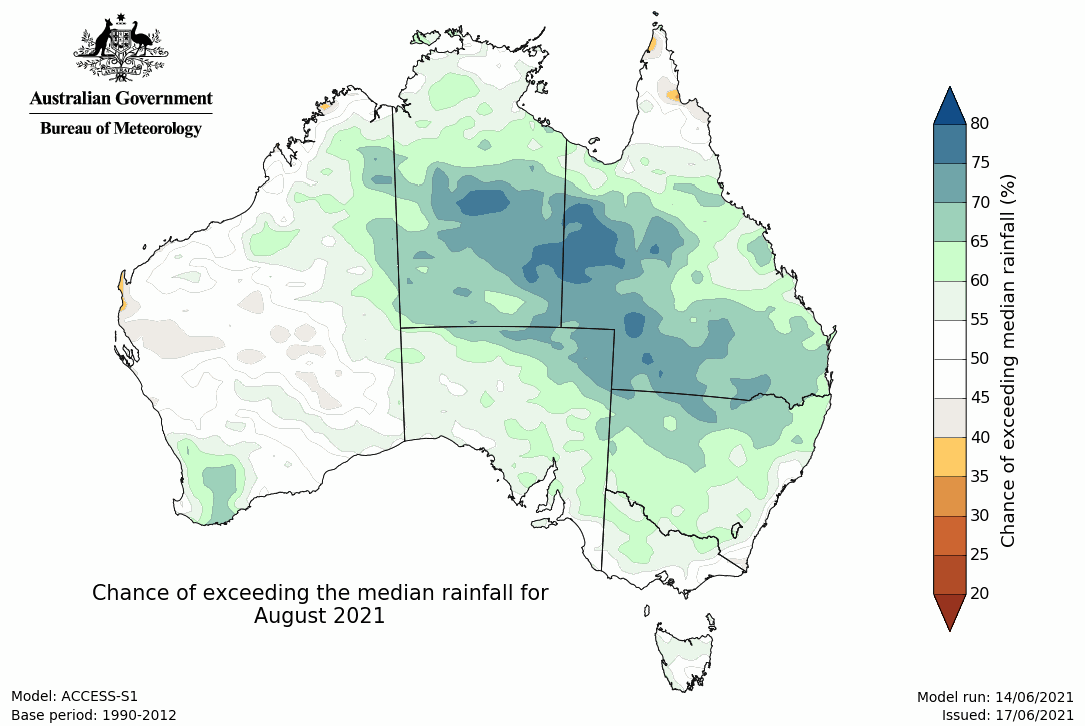 Australian Government
Bureau of Meteorology
80
75
70
65
60
55
50
45
40
35
30
25
20
Chance of exceeding median rainfall (%)
Chance of exceeding the median rainfall for
August 2021
Model: ACCESS-S1
Base period: 1990-2012
Model run: 14/06/2021
Issued: 17/06/2021